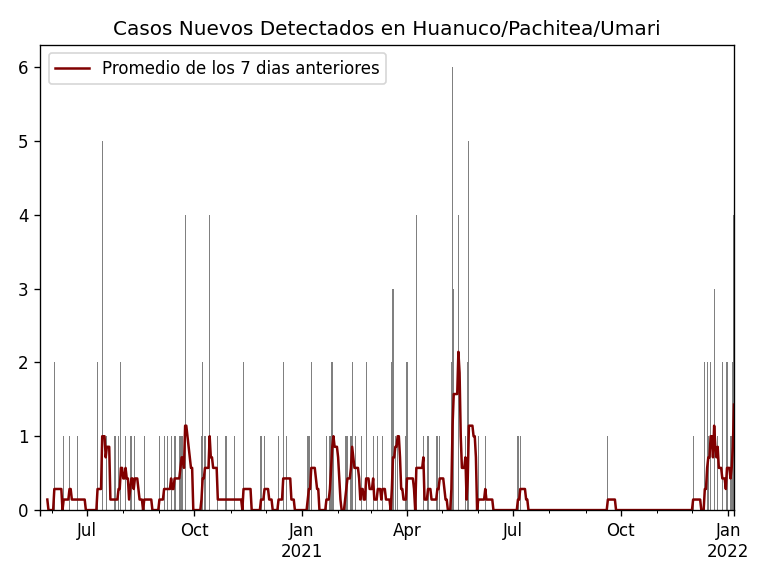 Casos Nuevos Detectados en Huanuco/Pachitea/Umari
Promedio de los 7 dias anteriores
6
5
4
3
2
1
0
Jul Oct Jan Apr Jul Oct Jan
2021 2022